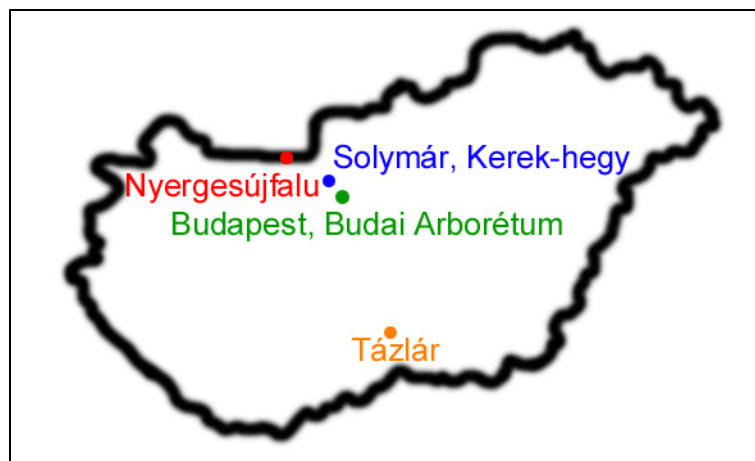 Solymár, Kerek-hegy
Nyergesújfalu
Budapest, Budai Arborétum
Tázlár